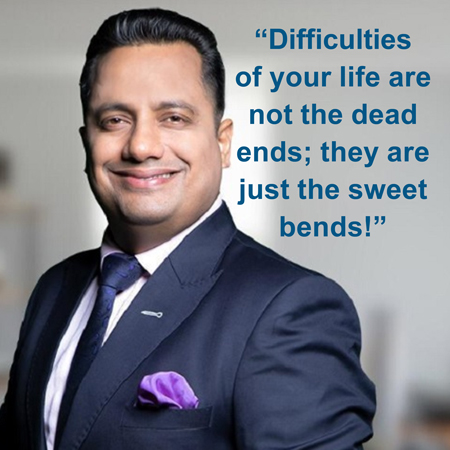 “Difficulties
of your life are
not the dead
ends; they are
just the sweet
bends!”